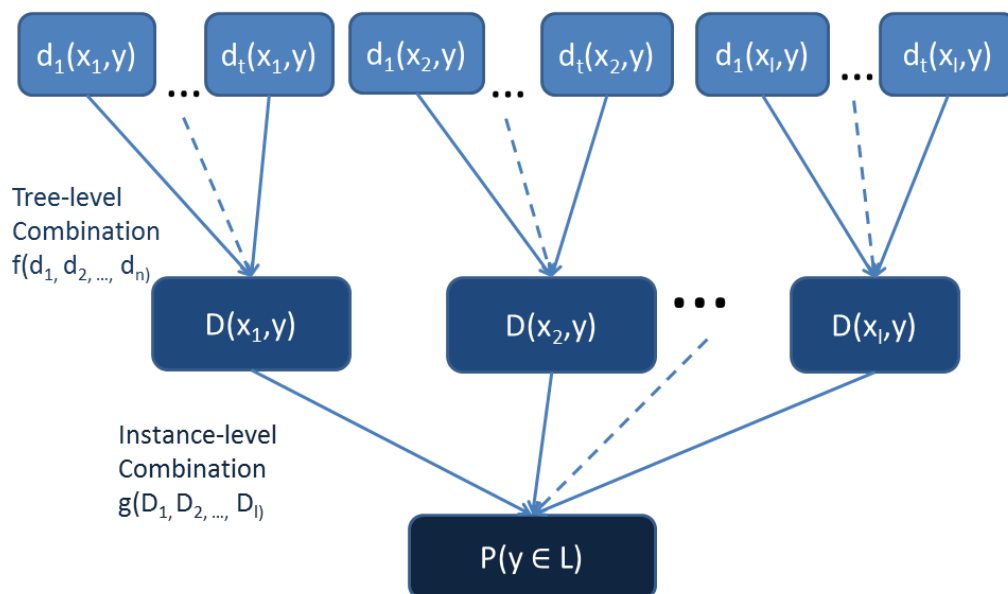 d₁(x₁,y) ... dₜ(x₁,y) d₁(x₂,y) ... dₜ(x₂,y) d₁(xₗ,y) ... dₜ(xₗ,y)
Tree-level
Combination
f(d₁, d₂, ..., dₙ)
D(x₁,y) D(x₂,y) ... D(xₗ,y)
Instance-level
Combination
g(D₁, D₂, ..., Dₗ)
P(y ∈ L)